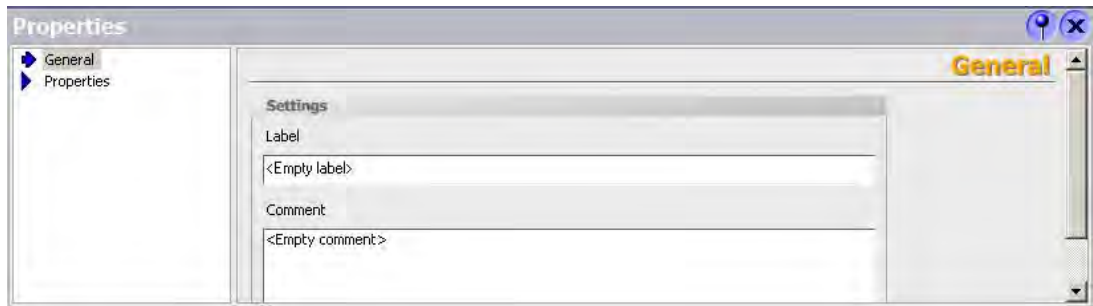 Properties
General
Properties
General
Settings
Label
<Empty label>
Comment
<Empty comment>